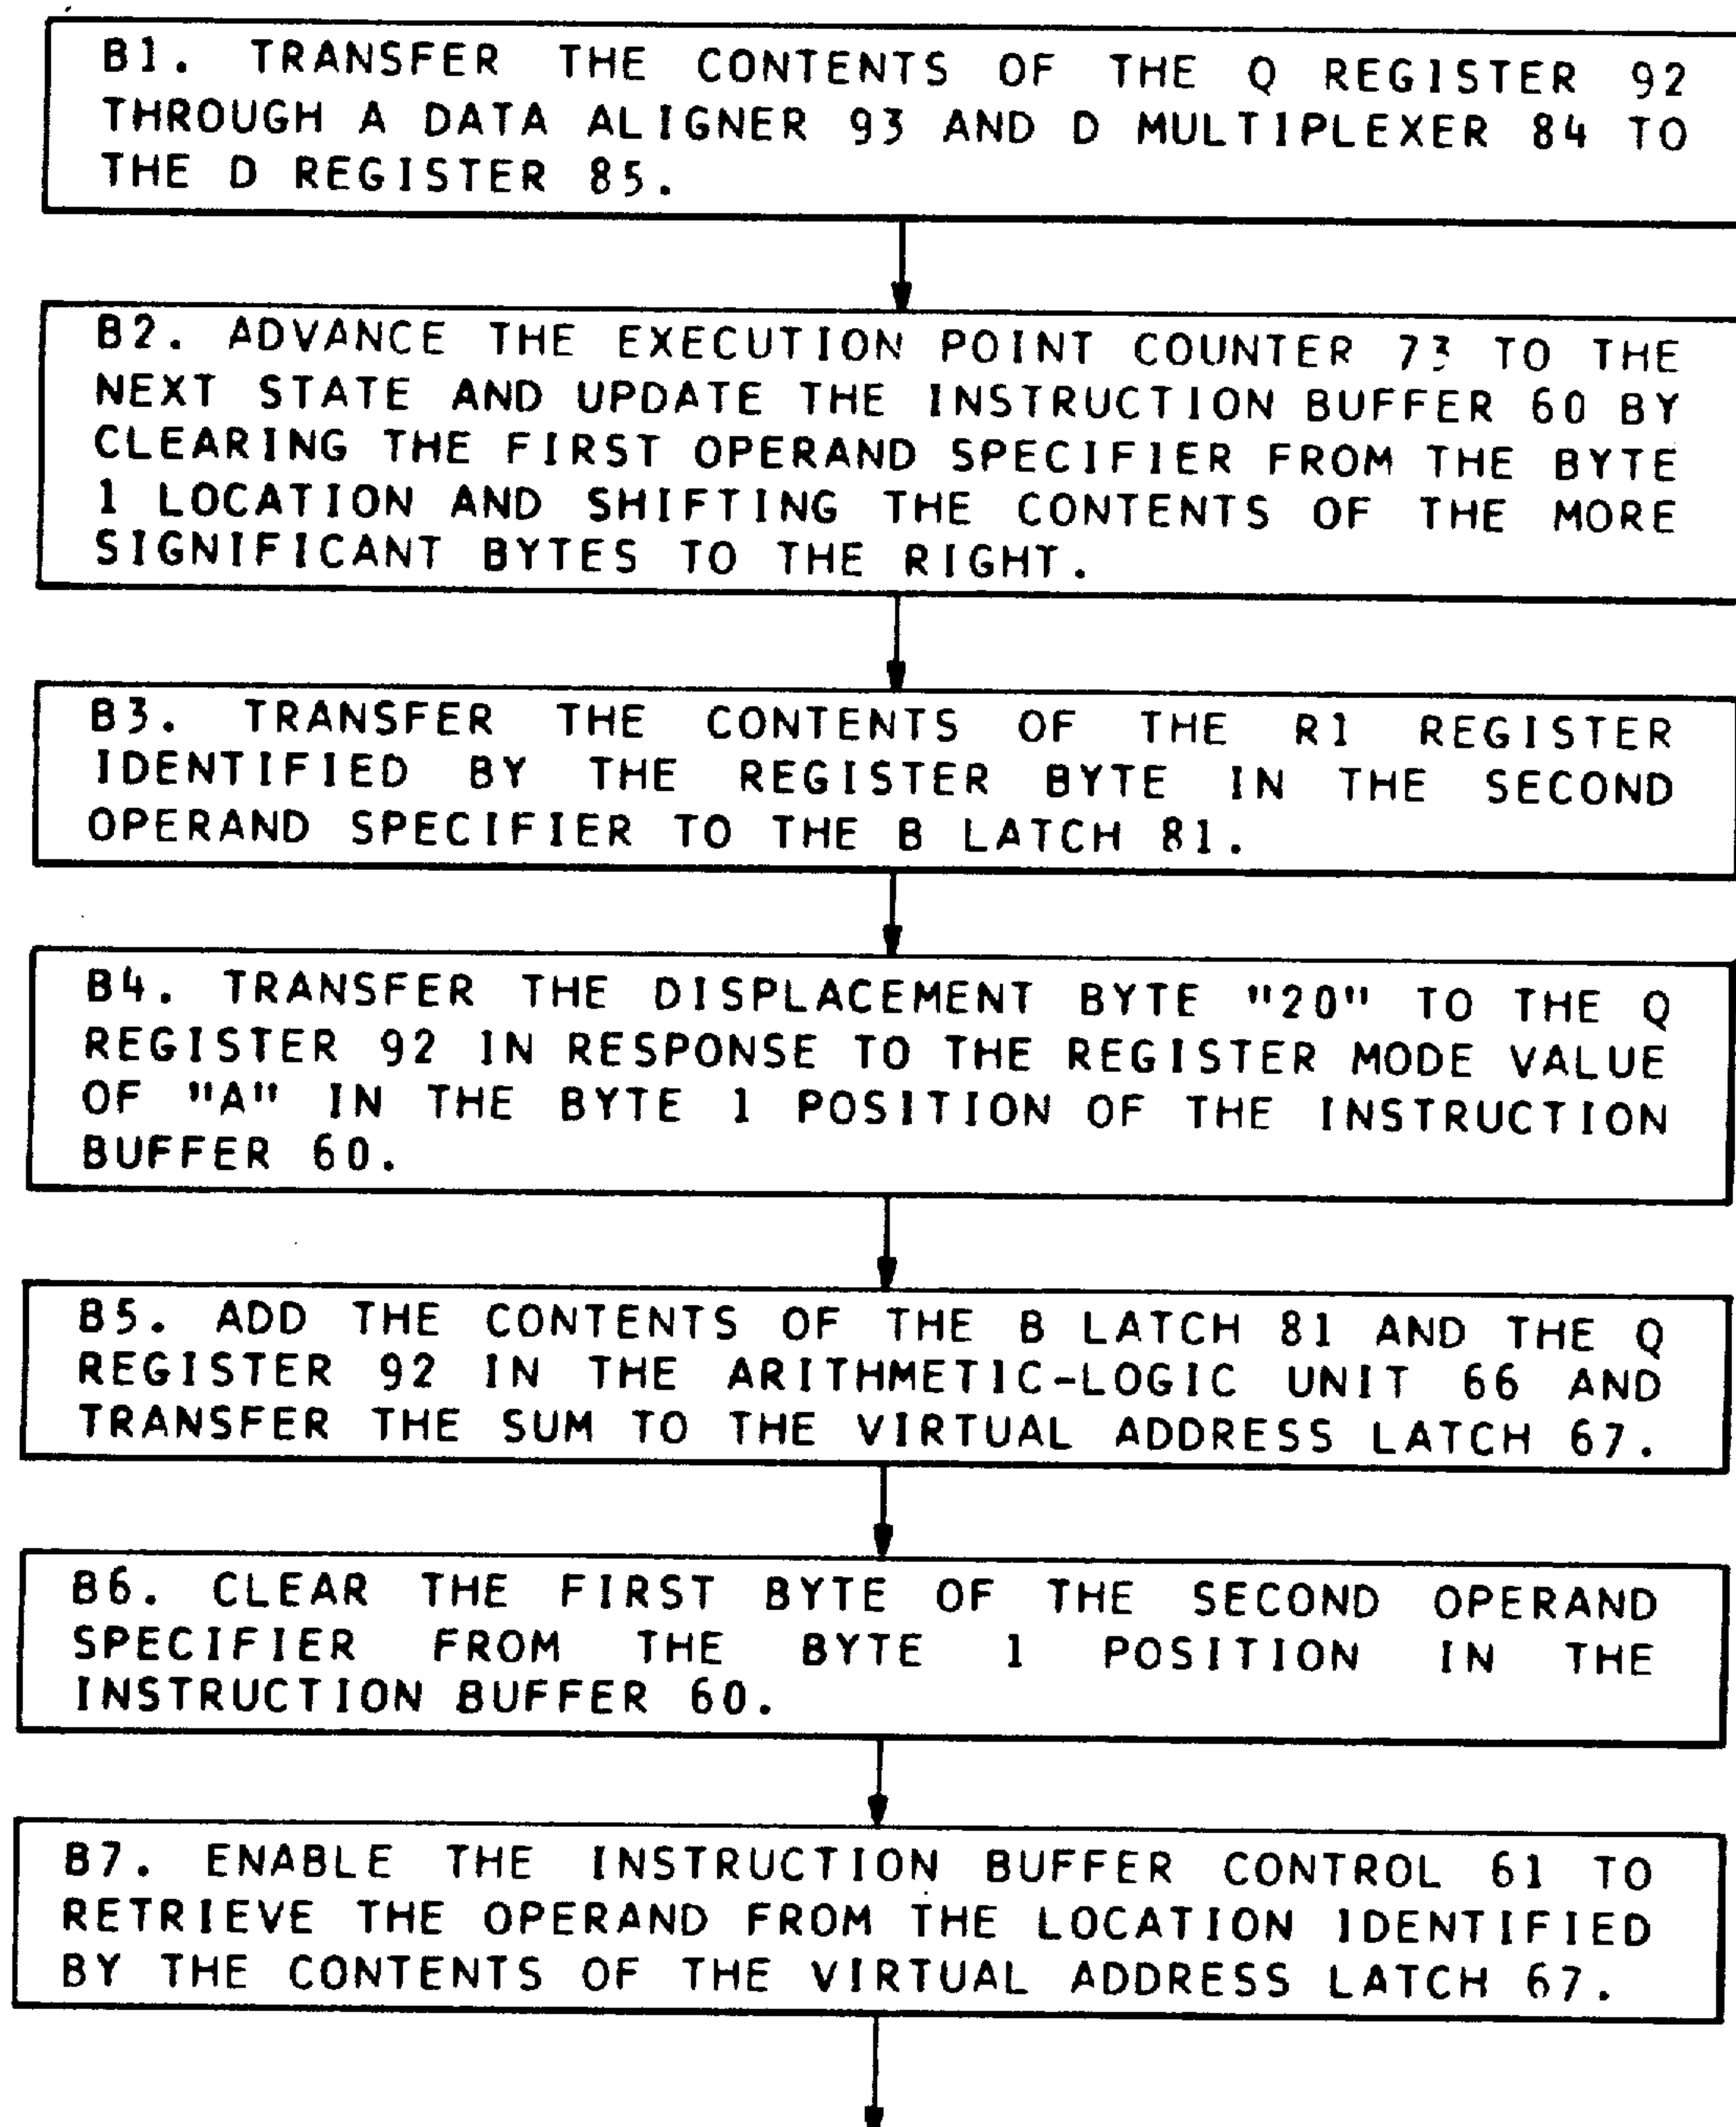 B1. TRANSFER THE CONTENTS OF THE Q REGISTER 92
THROUGH A DATA ALIGNER 93 AND D MULTIPLEXER 84 TO
THE D REGISTER 85.
B2. ADVANCE THE EXECUTION POINT COUNTER 73 TO THE
NEXT STATE AND UPDATE THE INSTRUCTION BUFFER 60 BY
CLEARING THE FIRST OPERAND SPECIFIER FROM THE BYTE
1 LOCATION AND SHIFTING THE CONTENTS OF THE MORE
SIGNIFICANT BYTES TO THE RIGHT.
B3. TRANSFER THE CONTENTS OF THE R1 REGISTER
IDENTIFIED BY THE REGISTER BYTE IN THE SECOND
OPERAND SPECIFIER TO THE B LATCH 81.
B4. TRANSFER THE DISPLACEMENT BYTE "20" TO THE Q
REGISTER 92 IN RESPONSE TO THE REGISTER MODE VALUE
OF "A" IN THE BYTE 1 POSITION OF THE INSTRUCTION
BUFFER 60.
B5. ADD THE CONTENTS OF THE B LATCH 81 AND THE Q
REGISTER 92 IN THE ARITHMETIC-LOGIC UNIT 66 AND
TRANSFER THE SUM TO THE VIRTUAL ADDRESS LATCH 67.
B6. CLEAR THE FIRST BYTE OF THE SECOND OPERAND
SPECIFIER FROM THE BYTE 1 POSITION IN THE
INSTRUCTION BUFFER 60.
B7. ENABLE THE INSTRUCTION BUFFER CONTROL 61 TO
RETRIEVE THE OPERAND FROM THE LOCATION IDENTIFIED
BY THE CONTENTS OF THE VIRTUAL ADDRESS LATCH 67.